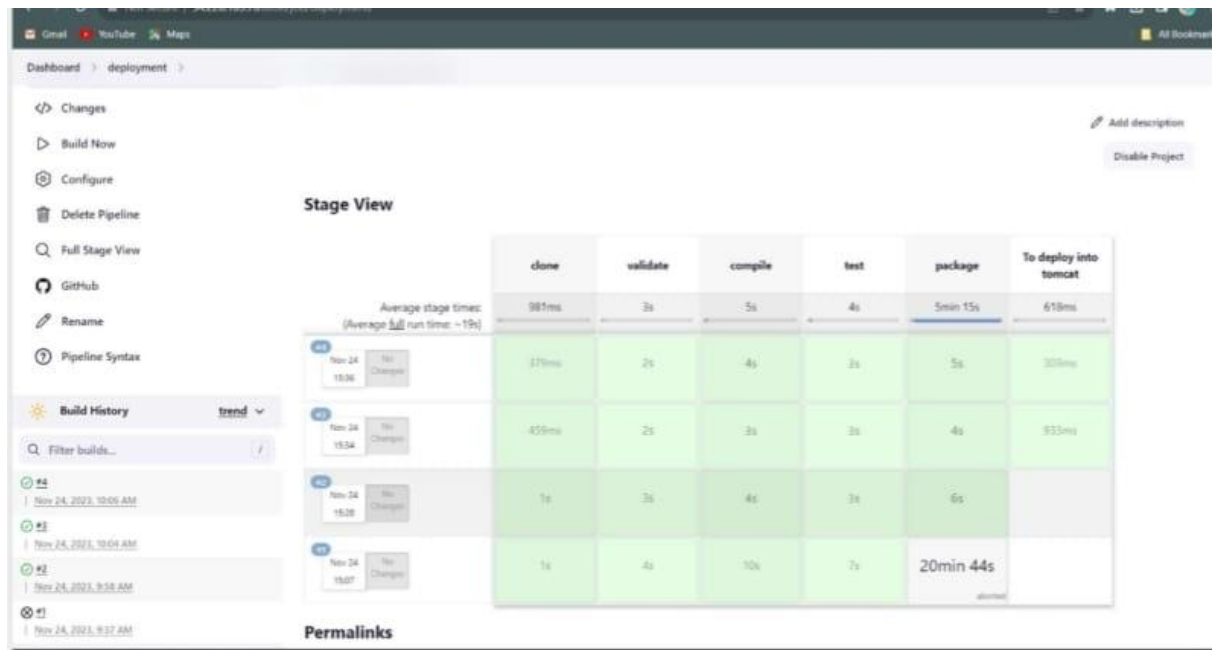 Gmail YouTube Maps All Bookmark
Dashboard > deployment >
Changes
Build Now
Configure
Delete Pipeline
Full Stage View
GitHub
Rename
Pipeline Syntax
Build History trend
Filter builds... /
#4
Nov 24, 2023, 10:06 AM
#3
Nov 24, 2023, 10:04 AM
#2
Nov 24, 2023, 9:58 AM
#1
Nov 24, 2023, 9:37 AM
Add description
Disable Project
Stage View
clone validate compile test package To deploy into
tomcat
Average stage times: 981ms 3s 5s 4s 5min 15s 618ms
(Average full run time: ~19s)
#4
Nov 24 No
15:36 Changes
379ms 2s 4s 3s 5s
#3
Nov 24 No
15:34 Changes
459ms 2s 3s 3s 4s 933ms
#2
Nov 24 No
15:28 Changes
1s 3s 4s 3s 6s
#1
Nov 24 No
15:07 Changes
1s 4s 10s 7s 20min 44s
aborted
Permalinks